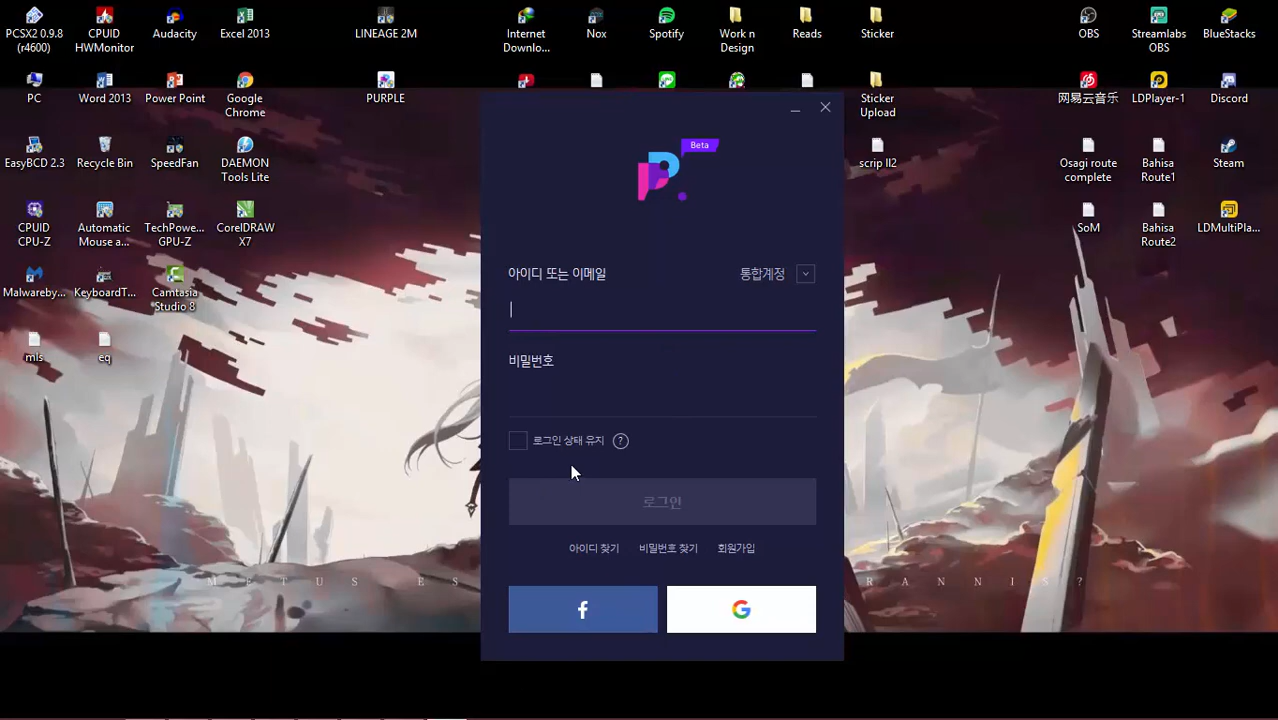 PCSX2 0.9.8
(r4600)
CPUID
HWMonitor
Audacity
Excel 2013
LINEAGE 2M
Internet
Downlo...
Nox
Spotify
Work n
Design
Reads
Sticker
OBS
Streamlabs
OBS
BlueStacks
PC
Word 2013
Power Point
Google
Chrome
PURPLE
Sticker
Upload
网易云音乐
LDPlayer-1
Discord
EasyBCD 2.3
Recycle Bin
SpeedFan
DAEMON
Tools Lite
scrip ll2
Osagi route
complete
Bahisa
Route1
Steam
CPUID
CPU-Z
Automatic
Mouse a...
TechPowe...
GPU-Z
CorelDRAW
X7
SoM
Bahisa
Route2
LDMultiPla...
Malwareby...
KeyboardT...
Camtasia
Studio 8
mls
eq
Beta
아이디 또는 이메일
통합계정
비밀번호
로그인 상태 유지 ?
로그인
아이디 찾기 비밀번호 찾기 회원가입
f
G
M E T U S E S
R A N N I S ?